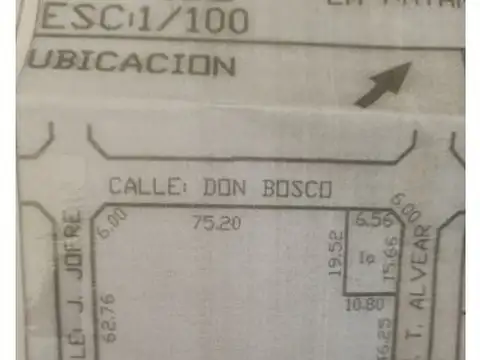 ESC:1/100
UBICACION
CALLE: DON BOSCO
6.00
75.20
6.56
6.00
19.52
1a
15.66
10.80
J. JOFRE
62.76
T. ALVEAR